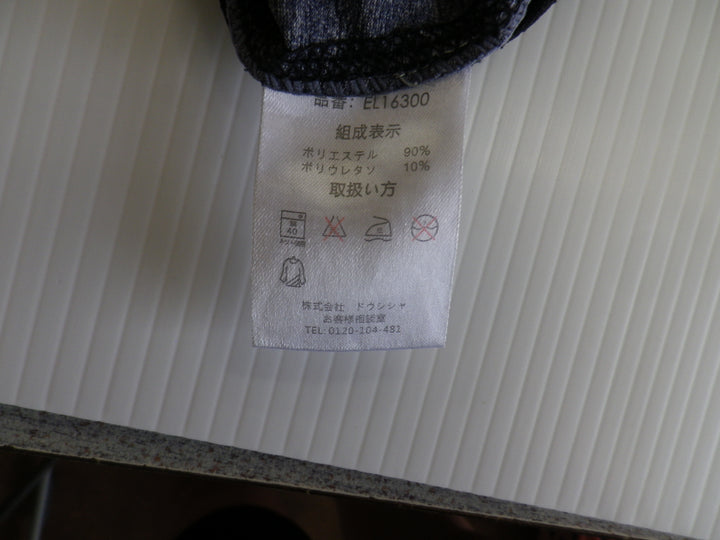 品番: EL16300
組成表示
ポリエステル 90%
ポリウレタン 10%
取扱い方
弱
40
株式会社 ドウシシャ
お客様相談室
TEL: 0120-104-481